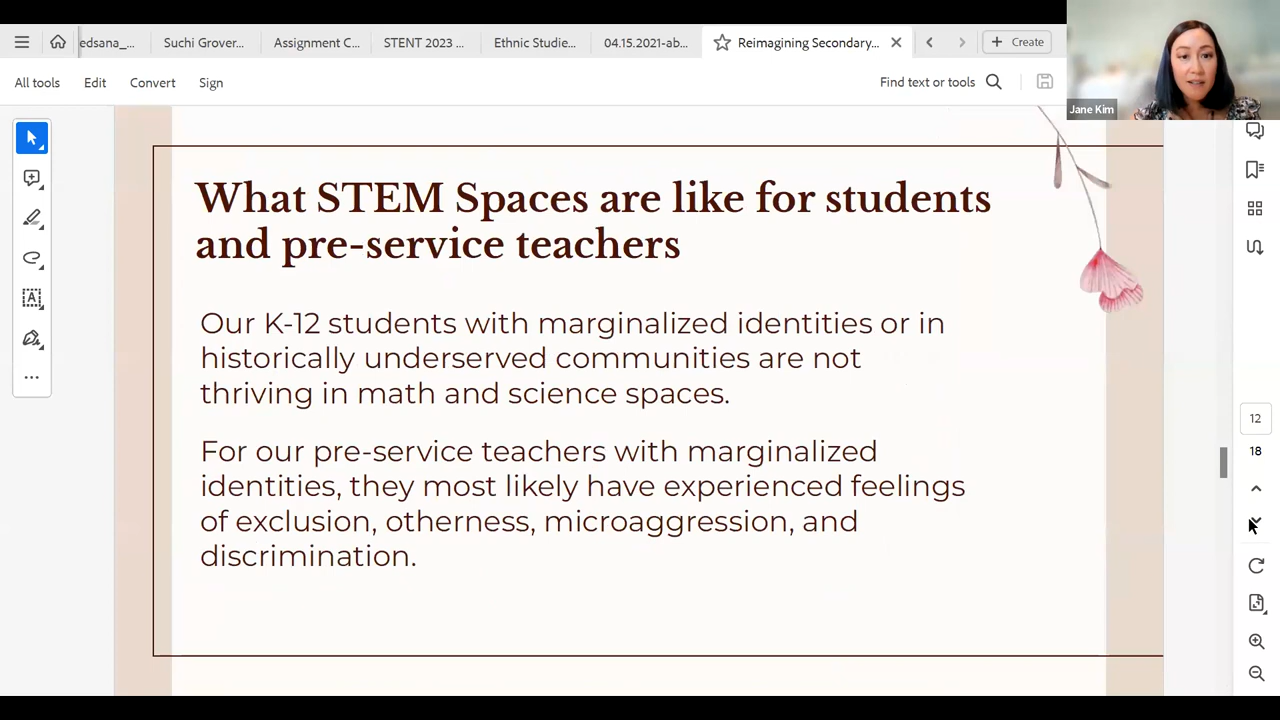 edsana_...
Suchi Grover...
Assignment C...
STENT 2023 ...
Ethnic Studie...
04.15.2021-ab...
Reimagining Secondary...
Create
All tools
Edit
Convert
Sign
Find text or tools
Jane Kim
What STEM Spaces are like for students
and pre-service teachers
Our K-12 students with marginalized identities or in
historically underserved communities are not
thriving in math and science spaces.
For our pre-service teachers with marginalized
identities, they most likely have experienced feelings
of exclusion, otherness, microaggression, and
discrimination.
12
18